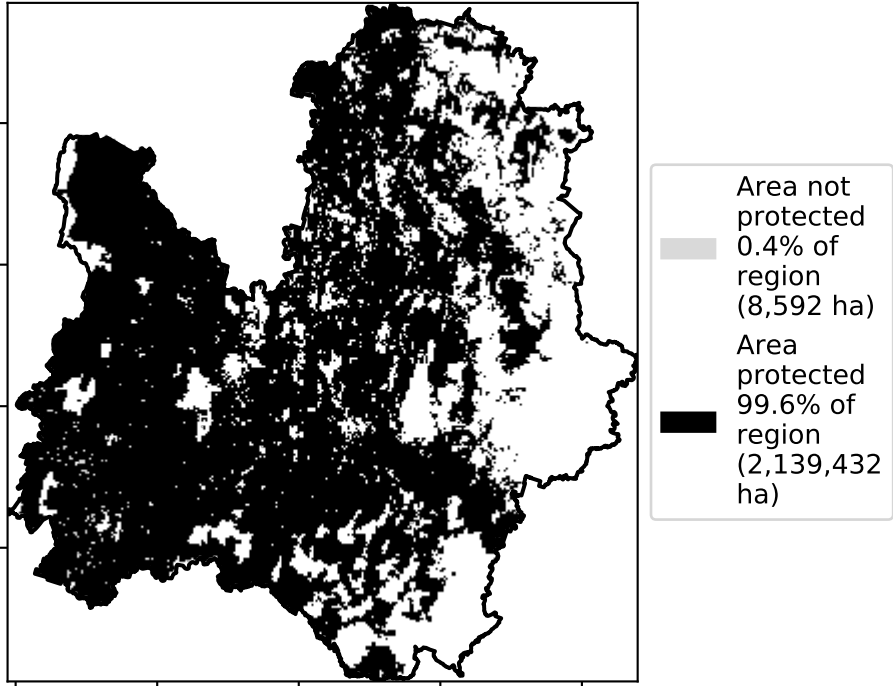 Area not
protected
0.4% of
region
(8,592 ha)
Area
protected
99.6% of
region
(2,139,432
ha)